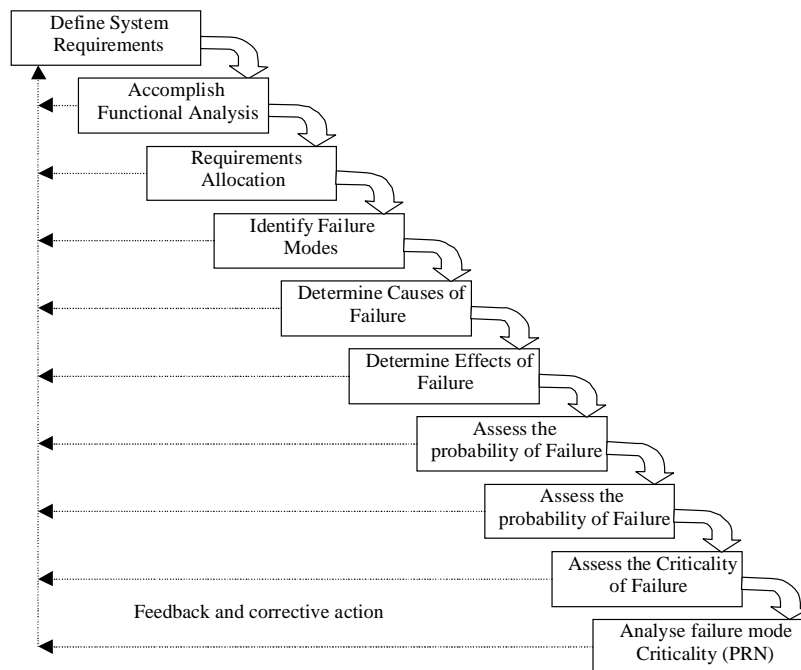 Define System
Requirements
Accomplish
Functional Analysis
Requirements
Allocation
Identify Failure
Modes
Determine Causes of
Failure
Determine Effects of
Failure
Assess the
probability of Failure
Assess the
probability of Failure
Assess the Criticality
of Failure
Feedback and corrective action
Analyse failure mode
Criticality (PRN)